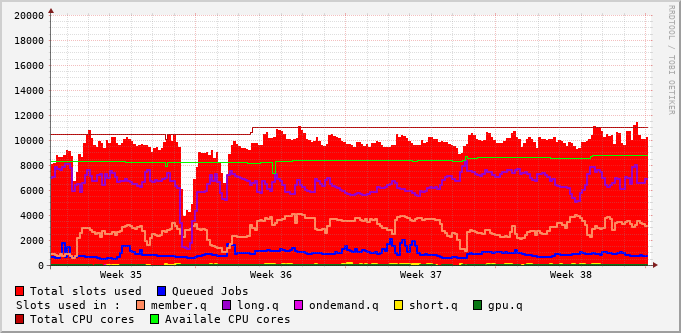 20000
18000
16000
14000
12000
10000
8000
6000
4000
2000
0
Week 35 Week 36 Week 37 Week 38
RRDTOOL / TOBI OETIKER
Total slots used Queued Jobs
Slots used in : member.q long.q ondemand.q short.q gpu.q
Total CPU cores Availale CPU cores